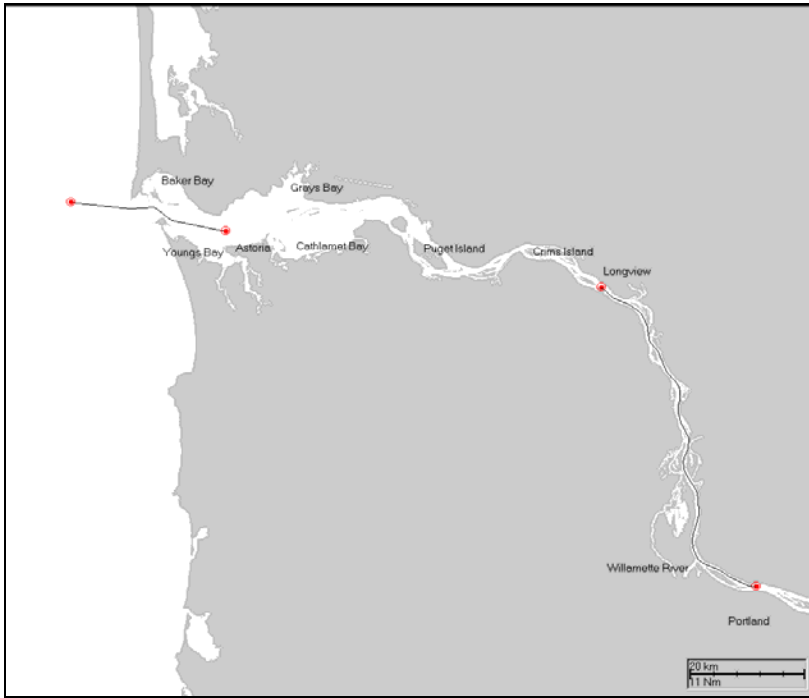 Baker Bay
Grays Bay
Youngs Bay
Astoria
Cathlamet Bay
Puget Island
Crims Island
Longview
Willamette River
Portland
20 km
11 Nm